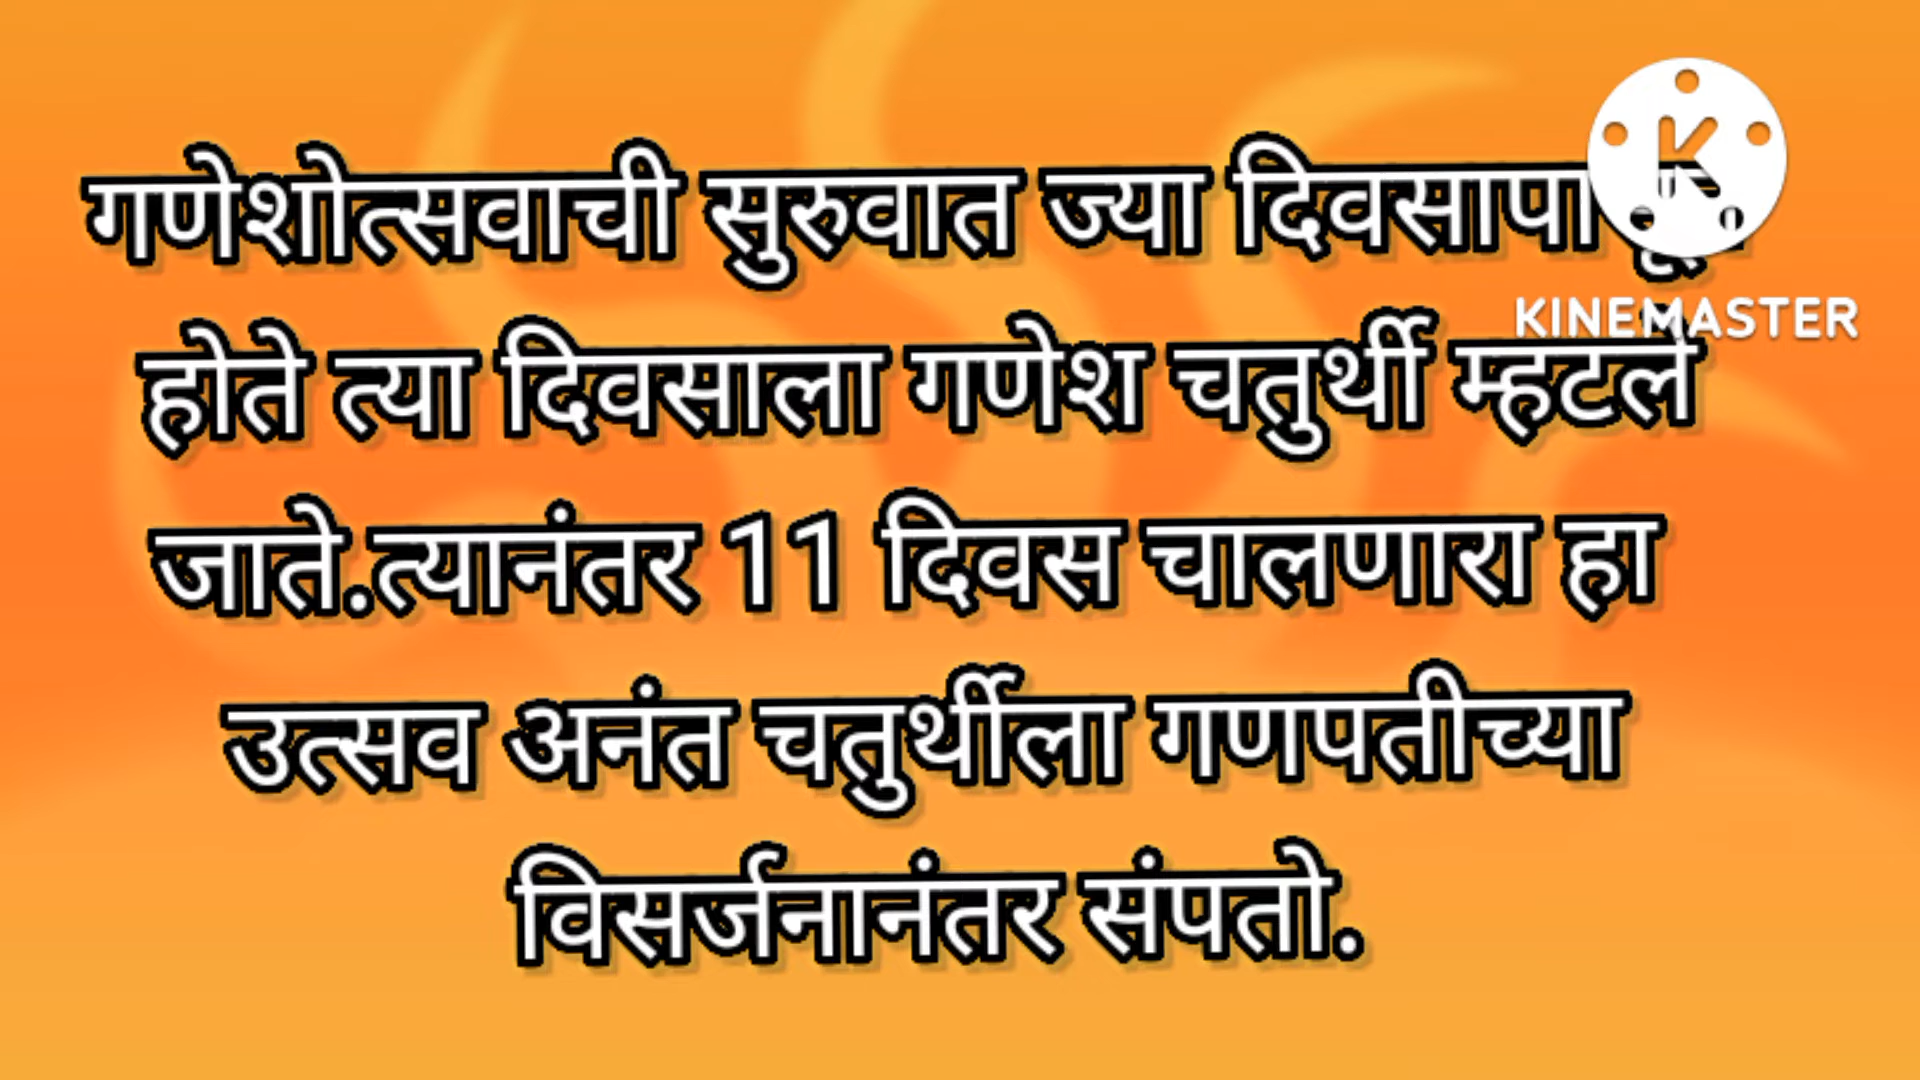 गणेशोत्सवाची सुरुवात ज्या
KINEMASTER
होते त्या दिवसाला गणेश चतुर्थी म्हटले
जाते.त्यानंतर 11 दिवस चालणारा हा
उत्सव अनंत चतुर्थीला गणपतीच्या
विसर्जनानंतर संपतो.